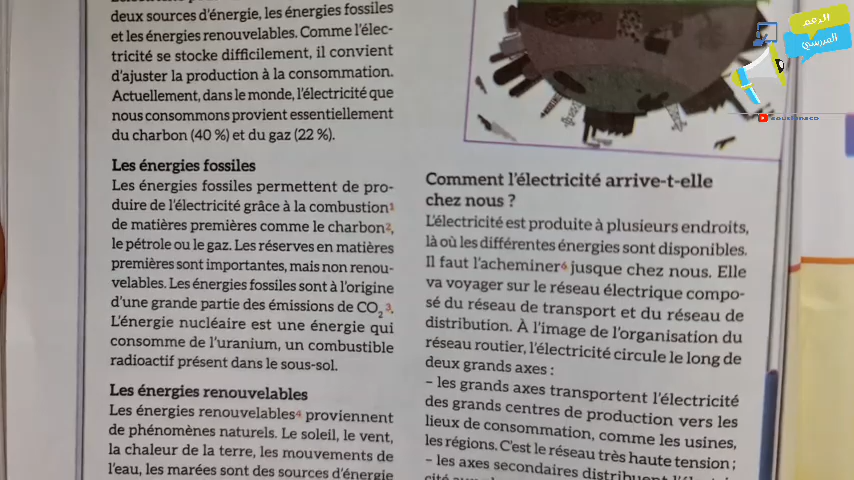 deux sources d'énergie, les énergies fossiles
et les énergies renouvelables. Comme l'élec-
tricité se stocke difficilement, il convient
d'ajuster la production à la consommation.
Actuellement, dans le monde, l'électricité que
nous consommons provient essentiellement
du charbon (40 %) et du gaz (22 %).
Les énergies fossiles
Les énergies fossiles permettent de pro-
duire de l'électricité grâce à la combustion¹
de matières premières comme le charbon²,
le pétrole ou le gaz. Les réserves en matières
premières sont importantes, mais non renou-
velables. Les énergies fossiles sont à l'origine
d'une grande partie des émissions de CO₂³.
L'énergie nucléaire est une énergie qui
consomme de l'uranium, un combustible
radioactif présent dans le sous-sol.
Les énergies renouvelables
Les énergies renouvelables⁴ proviennent
de phénomènes naturels. Le soleil, le vent,
la chaleur de la terre, les mouvements de
l'eau, les marées sont des sources d'énergie
Comment l'électricité arrive-t-elle
chez nous ?
L'électricité est produite à plusieurs endroits,
là où les différentes énergies sont disponibles.
Il faut l'acheminer⁶ jusque chez nous. Elle
va voyager sur le réseau électrique compo-
sé du réseau de transport et du réseau de
distribution. À l'image de l'organisation du
réseau routier, l'électricité circule le long de
deux grands axes :
– les grands axes transportent l'électricité
des grands centres de production vers les
lieux de consommation, comme les usines,
les régions. C'est le réseau très haute tension ;
– les axes secondaires distribuent
الدعم
المدرسي